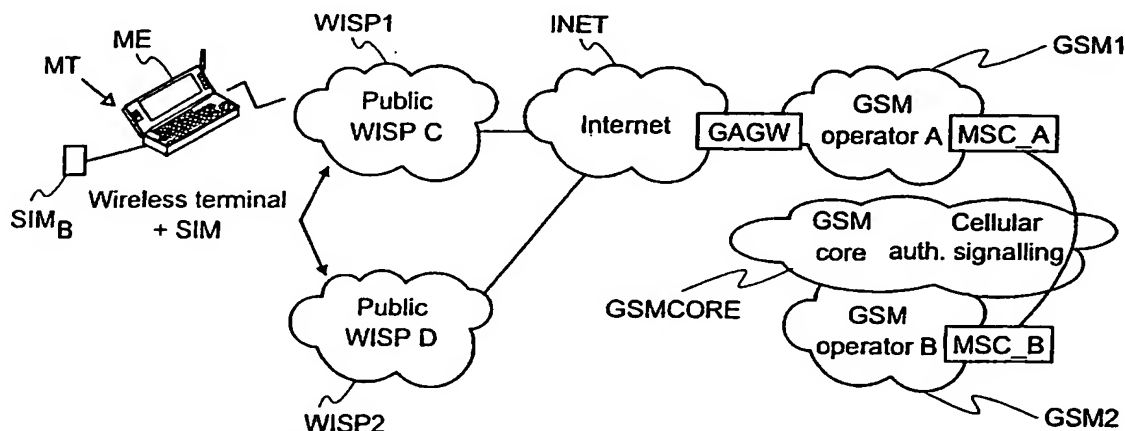 WISP1
INET
GSM1
ME
MT
Public
WISP C
Internet
GAGW
GSM
operator A
MSC_A
SIMB
Wireless terminal
+ SIM
GSM
core
Cellular
auth. signalling
GSMCORE
Public
WISP D
GSM
operator B
MSC_B
WISP2
GSM2